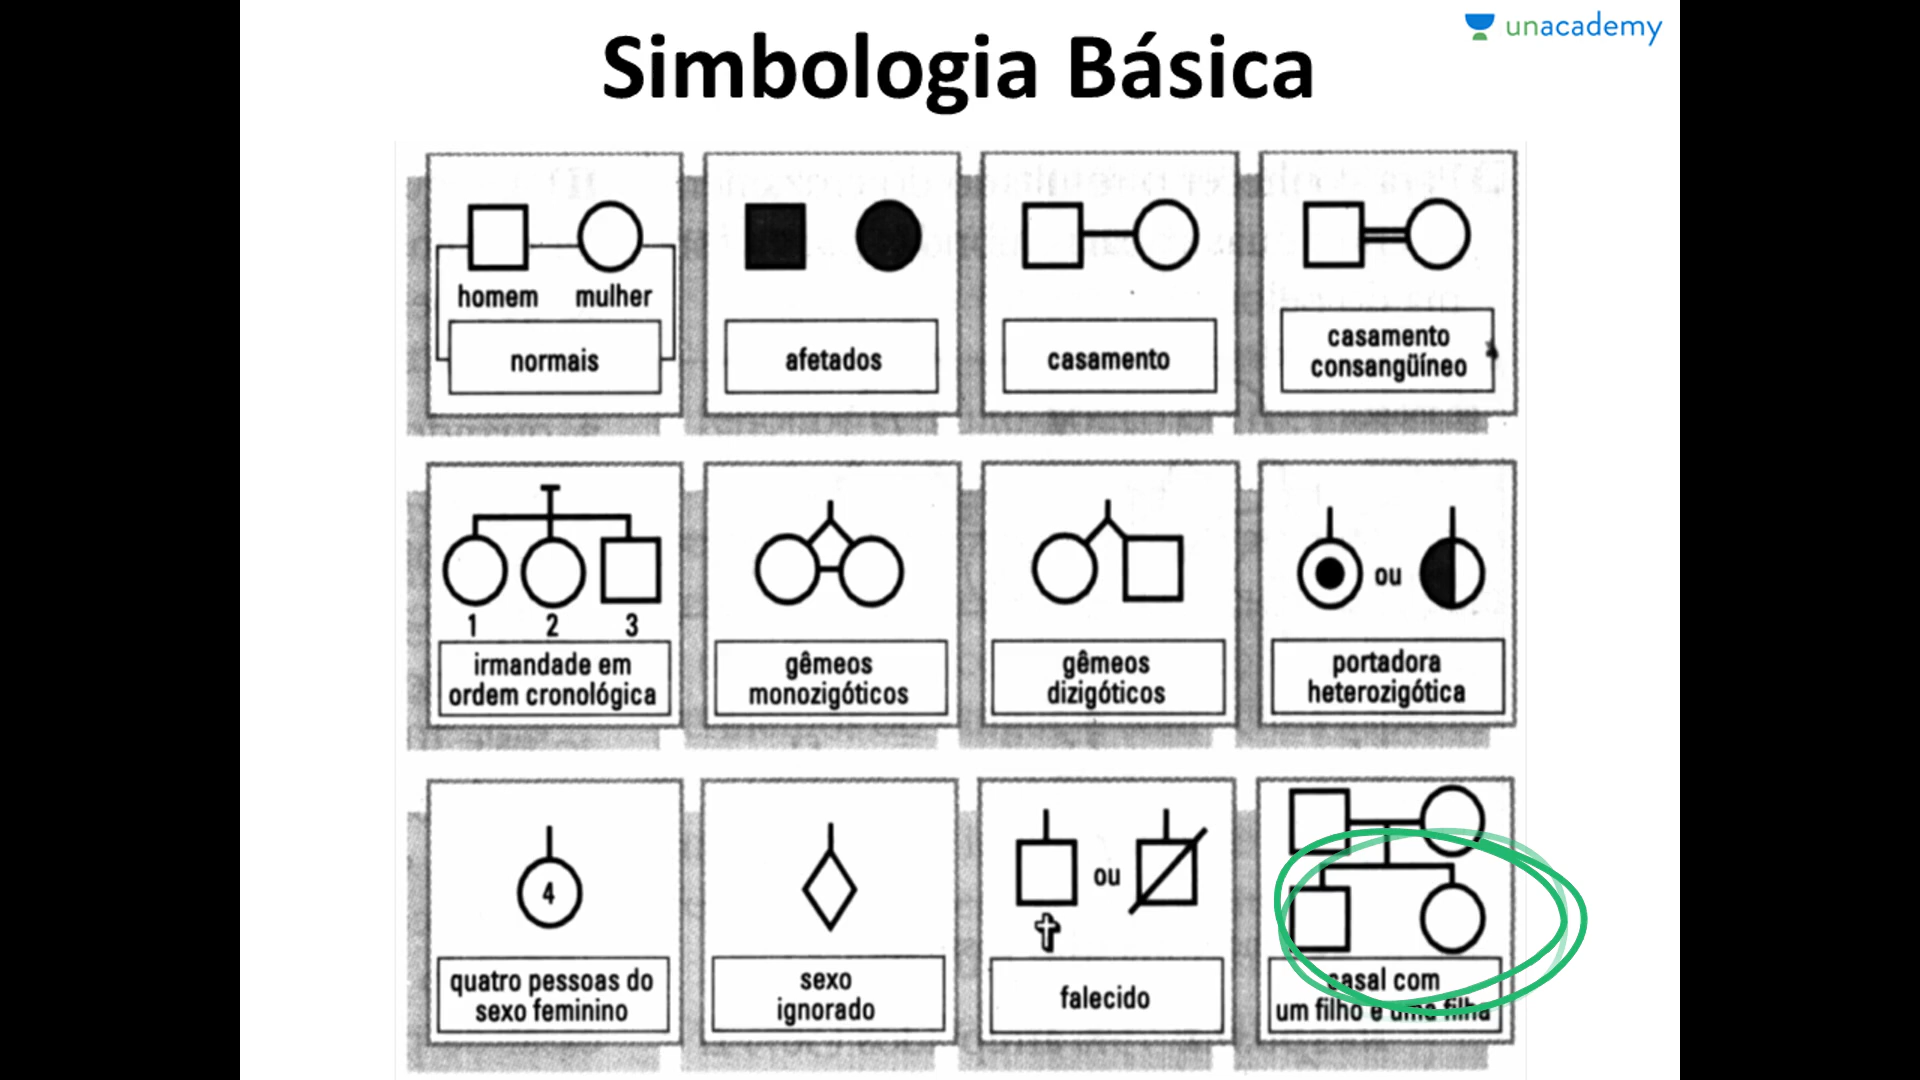 Simbologia Básica
unacademy
homem mulher
normais
afetados
casamento
casamento
consangüíneo
1 2 3
irmandade em
ordem cronológica
gêmeos
monozigóticos
gêmeos
dizigóticos
ou
portadora
heterozigótica
4
quatro pessoas do
sexo feminino
sexo
ignorado
ou
falecido
casal com
um filho e uma filha